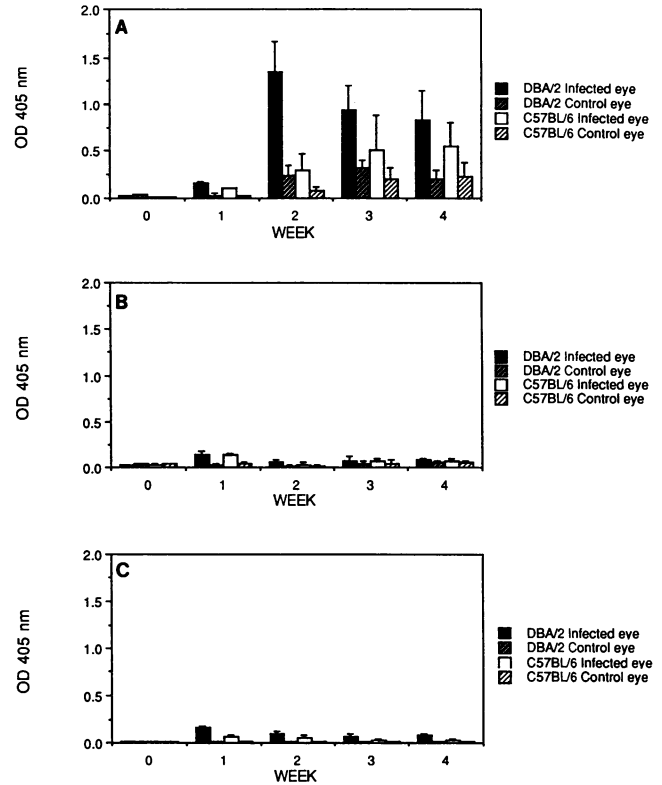 A
2.0
1.5
1.0
0.5
0.0
OD 405 nm
0 1 2 3 4
WEEK
DBA/2 Infected eye
DBA/2 Control eye
C57BL/6 Infected eye
C57BL/6 Control eye
B
2.0
1.5
1.0
0.5
0.0
OD 405 nm
0 1 2 3 4
WEEK
DBA/2 Infected eye
DBA/2 Control eye
C57BL/6 Infected eye
C57BL/6 Control eye
C
2.0
1.5
1.0
0.5
0.0
OD 405 nm
0 1 2 3 4
WEEK
DBA/2 Infected eye
DBA/2 Control eye
C57BL/6 Infected eye
C57BL/6 Control eye